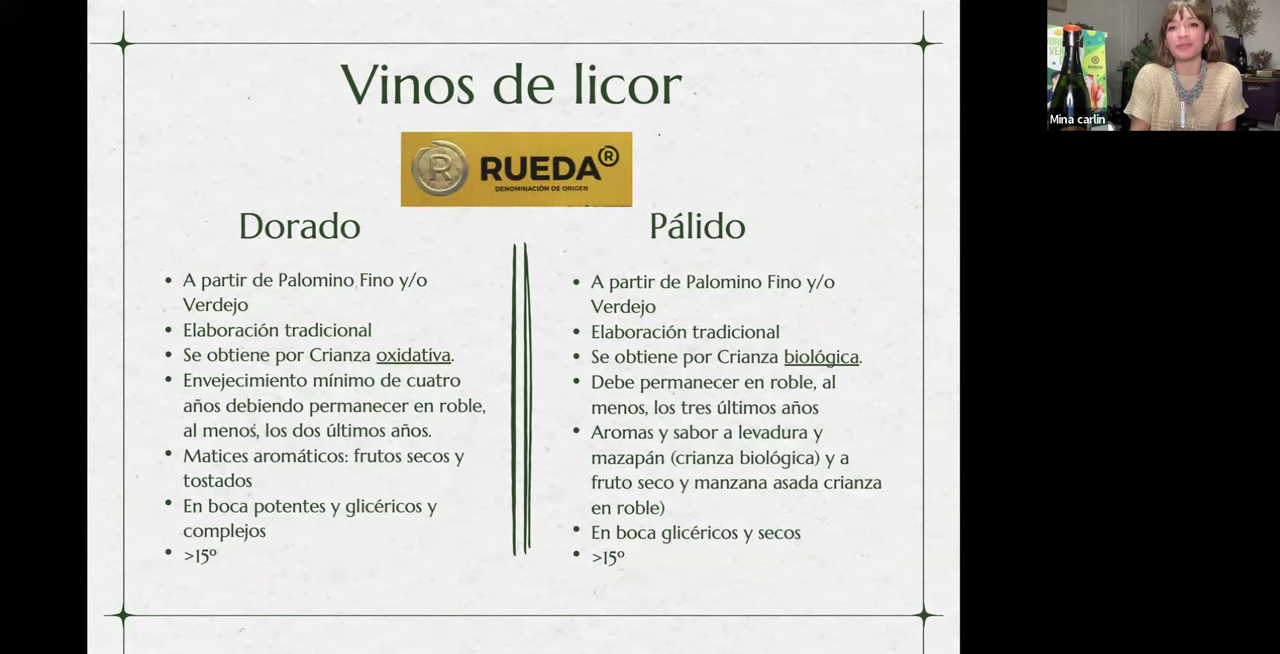 Vinos de licor
R RUEDA®
DENOMINACIÓN DE ORIGEN
Dorado
• A partir de Palomino Fino y/o
Verdejo
• Elaboración tradicional
• Se obtiene por Crianza oxidativa.
• Envejecimiento mínimo de cuatro
años debiendo permanecer en roble,
al menos, los dos últimos años.
• Matices aromáticos: frutos secos y
tostados
• En boca potentes y glicéricos y
complejos
• >15º
Pálido
• A partir de Palomino Fino y/o
Verdejo
• Elaboración tradicional
• Se obtiene por Crianza biológica.
• Debe permanecer en roble, al
menos, los tres últimos años
• Aromas y sabor a levadura y
mazapán (crianza biológica) y a
fruto seco y manzana asada crianza
en roble)
• En boca glicéricos y secos
• >15º
RUEDA
Mina carlin